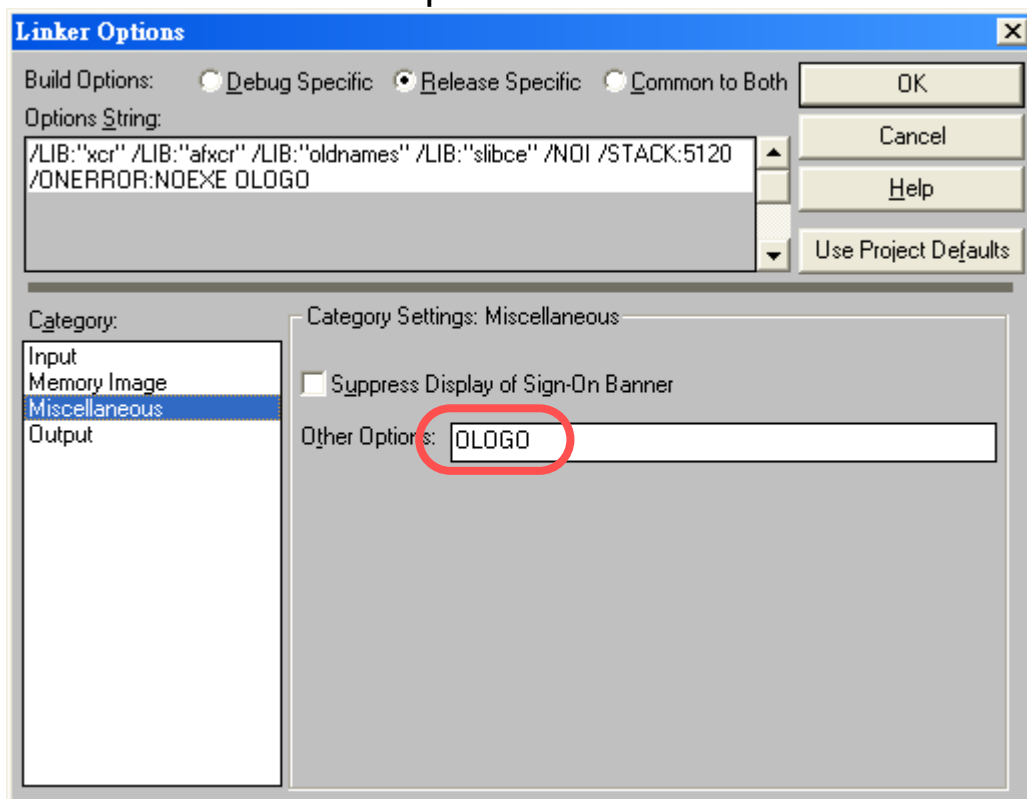 Linker Options
Build Options: Debug Specific Release Specific Common to Both
OK
Options String:
Cancel
/LIB:"xcr" /LIB:"afxcr" /LIB:"oldnames" /LIB:"slibce" /NOI /STACK:5120
/ONERROR:NOEXE OLOGO
Help
Use Project Defaults
Category:
Category Settings: Miscellaneous
Input
Memory Image
Miscellaneous
Output
Suppress Display of Sign-On Banner
Other Options: OLOGO